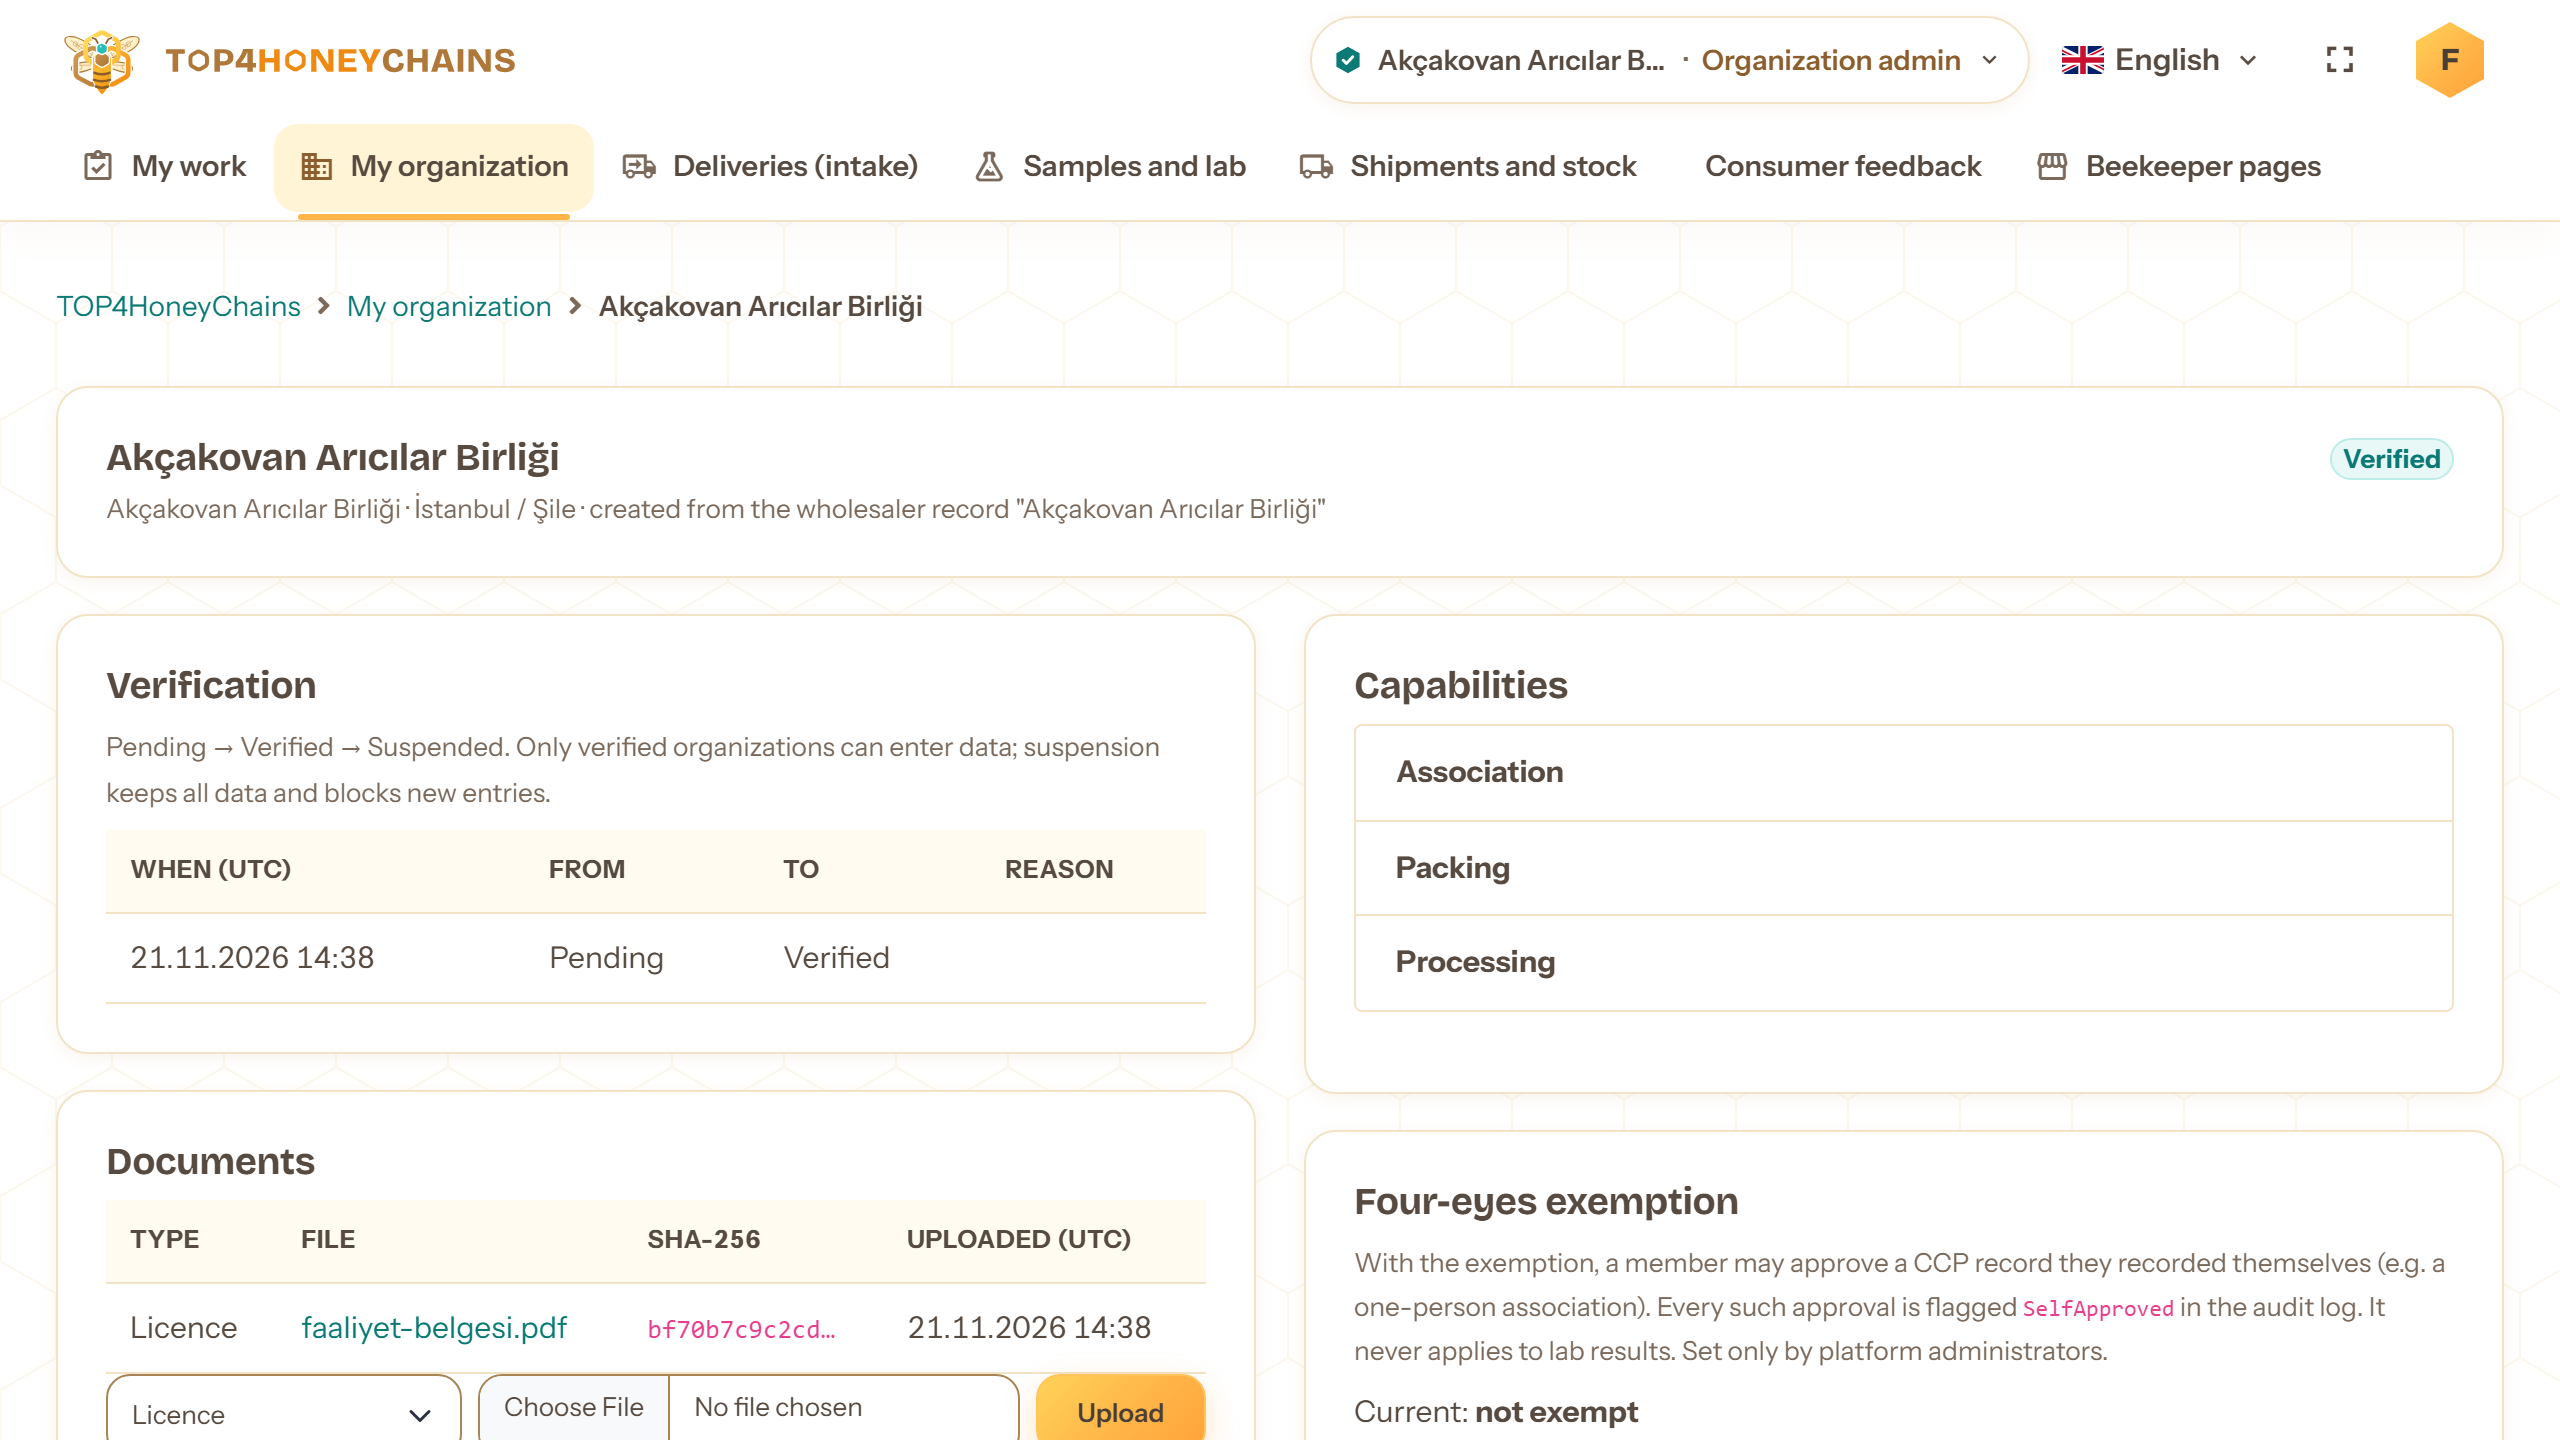 TOP4HONEYCHAINS
Akçakovan Arıcılar B... · Organization admin
English
F
My work
My organization
Deliveries (intake)
Samples and lab
Shipments and stock
Consumer feedback
Beekeeper pages
TOP4HoneyChains > My organization > Akçakovan Arıcılar Birliği
Akçakovan Arıcılar Birliği
Verified
Akçakovan Arıcılar Birliği · İstanbul / Şile · created from the wholesaler record "Akçakovan Arıcılar Birliği"
Verification
Pending → Verified → Suspended. Only verified organizations can enter data; suspension
keeps all data and blocks new entries.
WHEN (UTC) FROM TO REASON
21.11.2026 14:38 Pending Verified
Capabilities
Association
Packing
Processing
Documents
TYPE FILE SHA-256 UPLOADED (UTC)
Licence faaliyet-belgesi.pdf bf70b7c9c2cd… 21.11.2026 14:38
Licence Choose File No file chosen Upload
Four-eyes exemption
With the exemption, a member may approve a CCP record they recorded themselves (e.g. a
one-person association). Every such approval is flagged SelfApproved in the audit log. It
never applies to lab results. Set only by platform administrators.
Current: not exempt